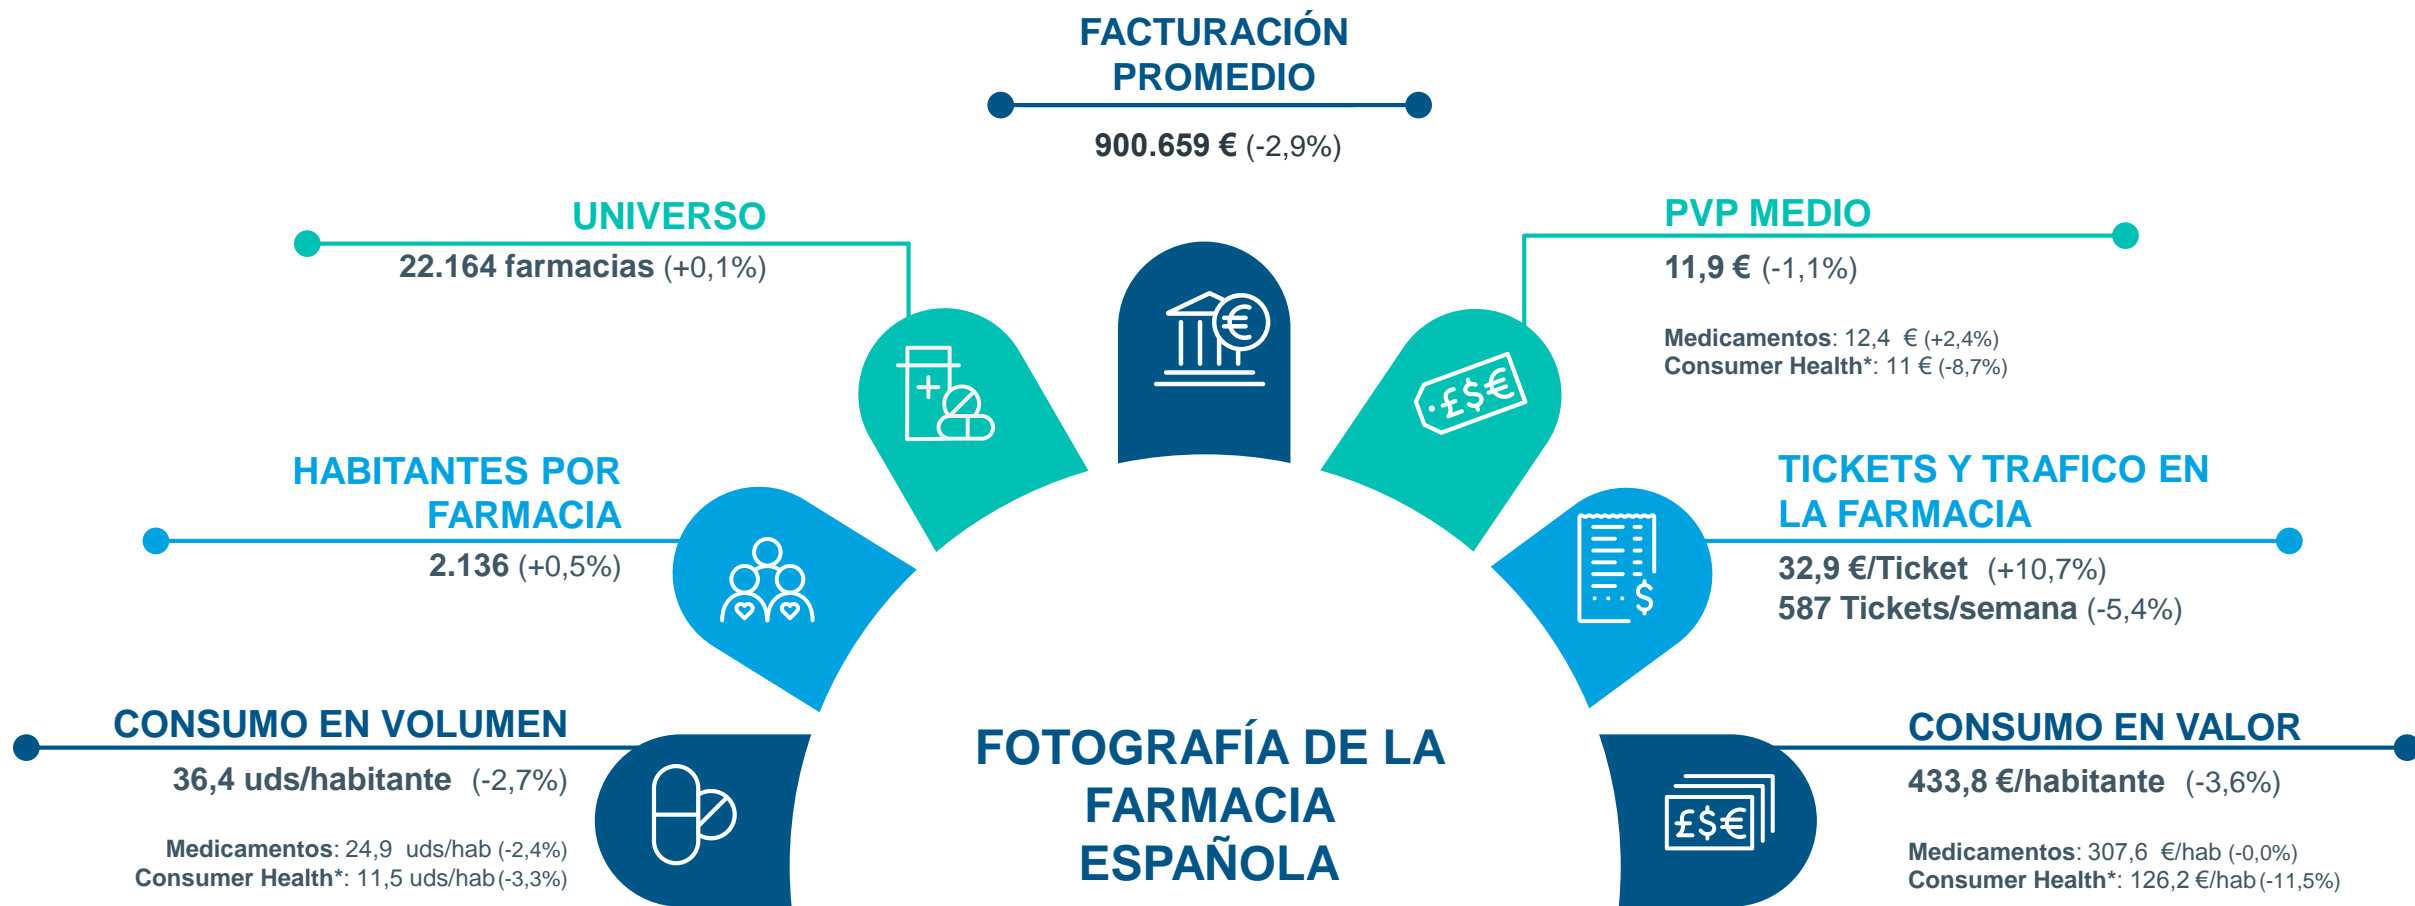 FACTURACIÓN
PROMEDIO
900.659 € (-2,9%)
UNIVERSO
22.164 farmacias (+0,1%)
PVP MEDIO
11,9 € (-1,1%)
Medicamentos: 12,4 € (+2,4%)
Consumer Health*: 11 € (-8,7%)
€
£$€
HABITANTES POR
FARMACIA
2.136 (+0,5%)
TICKETS Y TRAFICO EN
LA FARMACIA
32,9 €/Ticket (+10,7%)
587 Tickets/semana (-5,4%)
$
CONSUMO EN VOLUMEN
36,4 uds/habitante (-2,7%)
Medicamentos: 24,9 uds/hab (-2,4%)
Consumer Health*: 11,5 uds/hab (-3,3%)
FOTOGRAFÍA DE LA
FARMACIA
ESPAÑOLA
£$€
CONSUMO EN VALOR
433,8 €/habitante (-3,6%)
Medicamentos: 307,6 €/hab (-0,0%)
Consumer Health*: 126,2 €/hab (-11,5%)